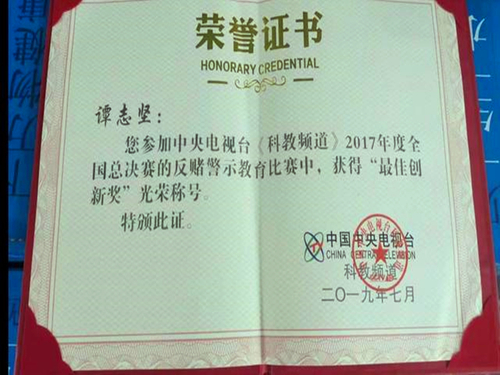 荣誉证书
HONORARY CREDENTIAL
谭志坚：
您参加中央电视台《科教频道》2017年度全
国总决赛的反赌警示教育比赛中，获得“最佳创
新奖”光荣称号。
特颁此证。
中国中央电视台
CHINA CENTRAL TELEVISION
科教频道
二〇一九年七月